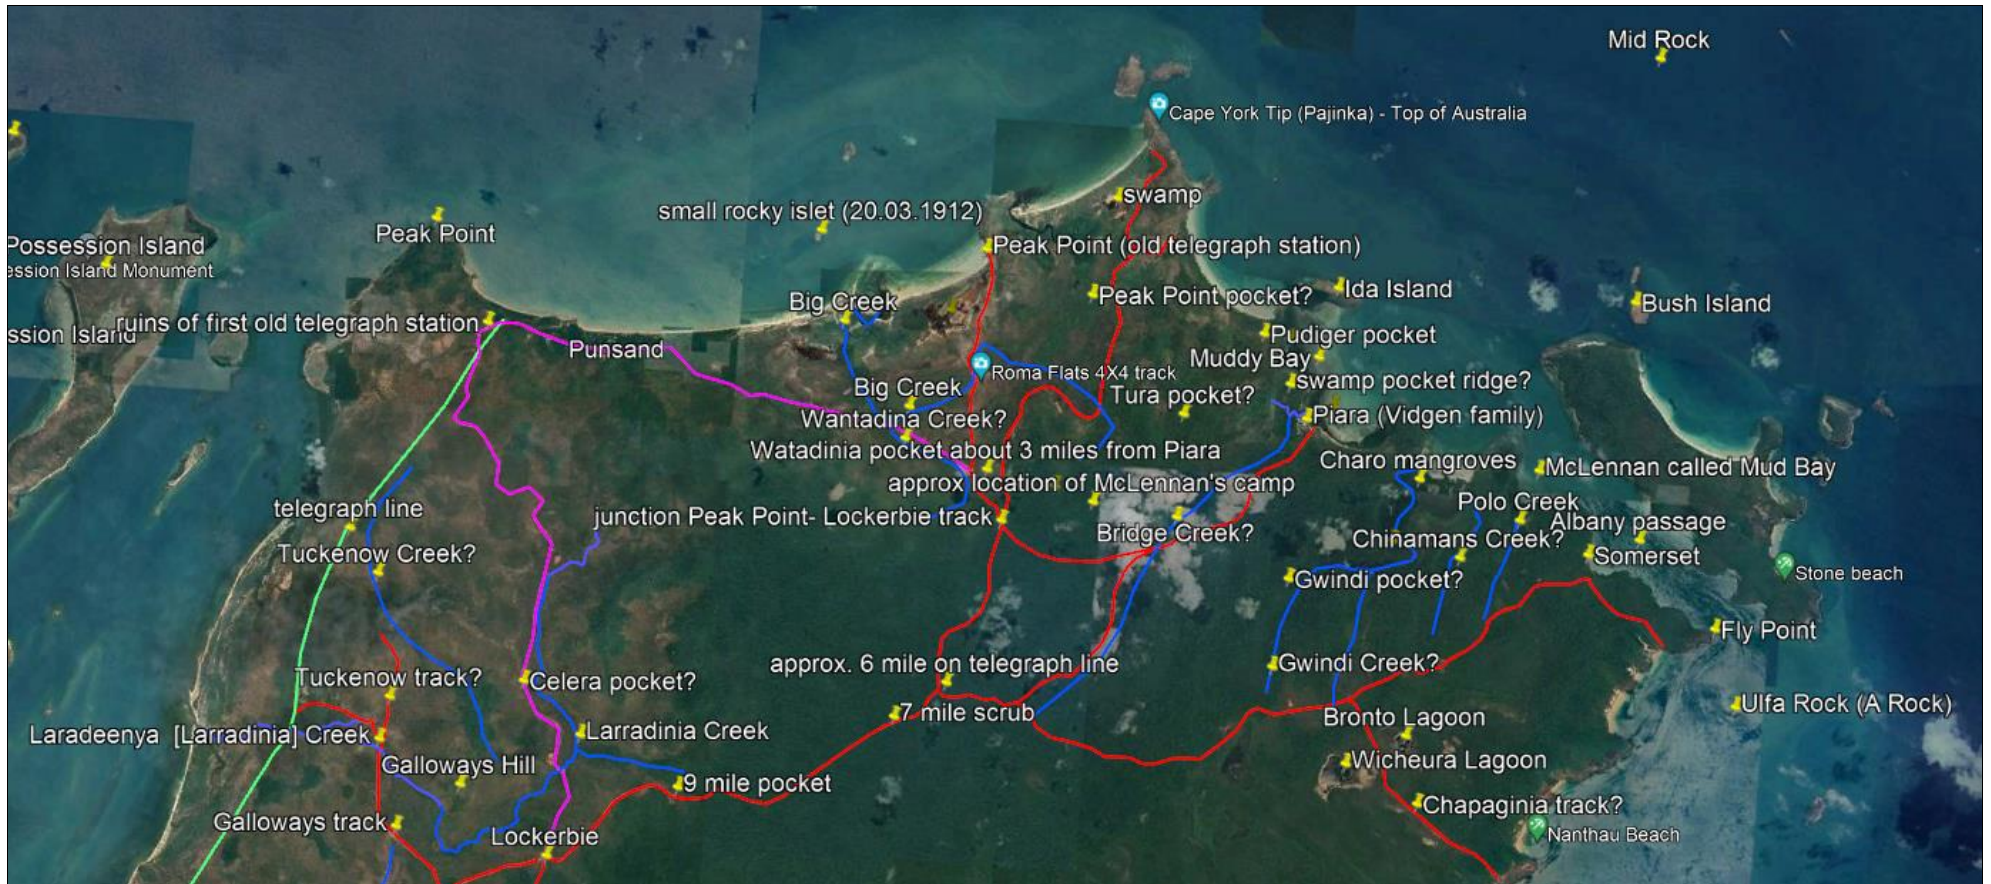 Mid Rock
Cape York Tip (Pajinka) - Top of Australia
swamp
small rocky islet (20.03.1912)
Peak Point
Possession Island
ession Island Monument
Peak Point (old telegraph station)
Peak Point pocket?
Ida Island
Bush Island
Big Creek
ruins of first old telegraph station
ssion Island
Punsand
Pudiger pocket
Muddy Bay
Roma Flats 4X4 track
swamp pocket ridge?
Big Creek
Tura pocket?
Wantadina Creek?
Piara (Vidgen family)
Watadinia pocket about 3 miles from Piara
Charo mangroves
McLennan called Mud Bay
approx location of McLennan's camp
Polo Creek
telegraph line
junction Peak Point- Lockerbie track
Albany passage
Bridge Creek?
Chinamans Creek?
Tuckenow Creek?
Somerset
Stone beach
Gwindi pocket?
Fly Point
approx. 6 mile on telegraph line
Gwindi Creek?
Tuckenow track?
Celera pocket?
Ulfa Rock (A Rock)
7 mile scrub
Bronto Lagoon
Laradeenya [Larradinia] Creek
Larradinia Creek
Galloways Hill
Wicheura Lagoon
9 mile pocket
Chapaginia track?
Galloways track
Lockerbie
Nanthau Beach